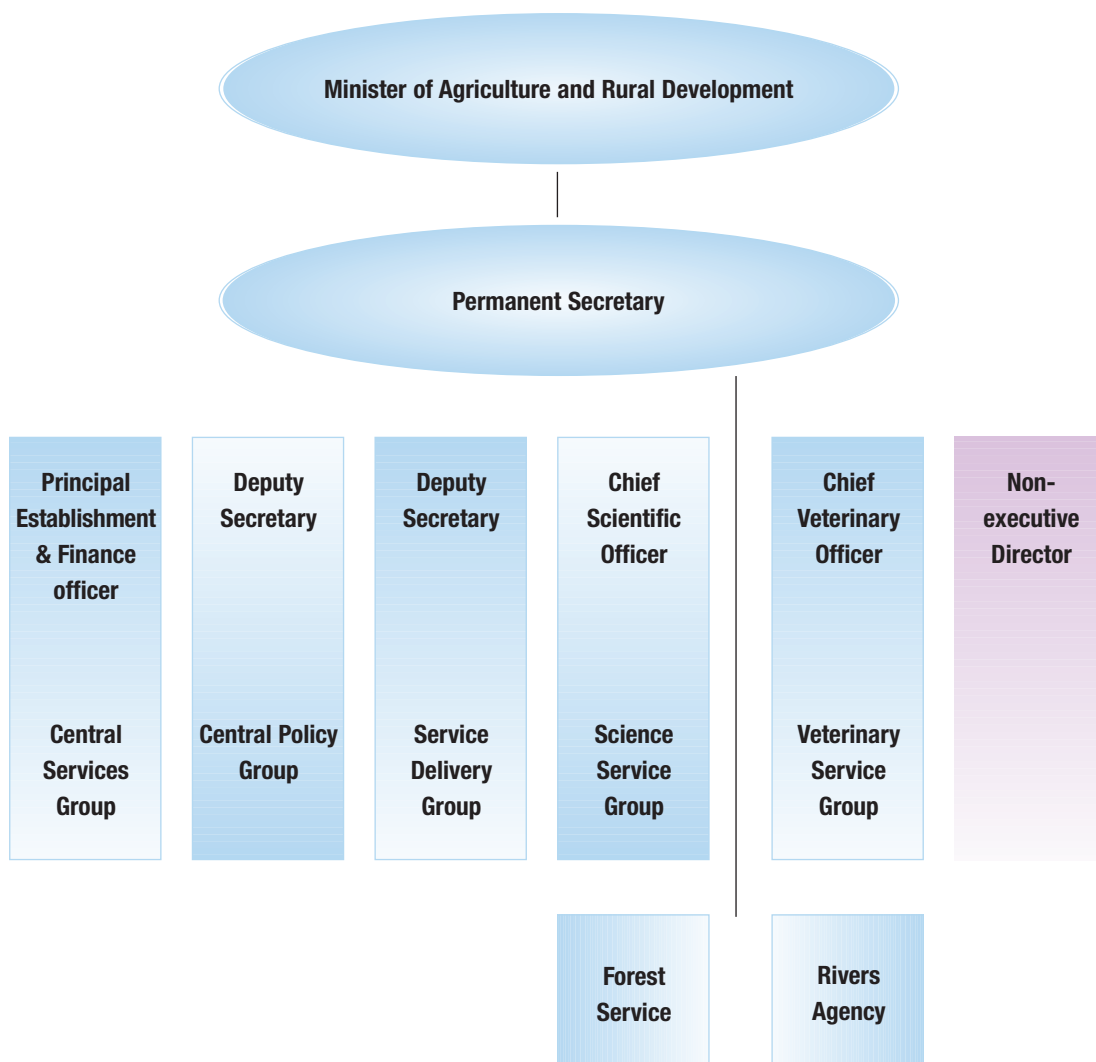 Minister of Agriculture and Rural Development
Permanent Secretary
Principal
Establishment
& Finance
officer
Central
Services
Group
Deputy
Secretary
Central Policy
Group
Deputy
Secretary
Service
Delivery
Group
Chief
Scientific
Officer
Science
Service
Group
Chief
Veterinary
Officer
Veterinary
Service
Group
Non-
executive
Director
Forest
Service
Rivers
Agency